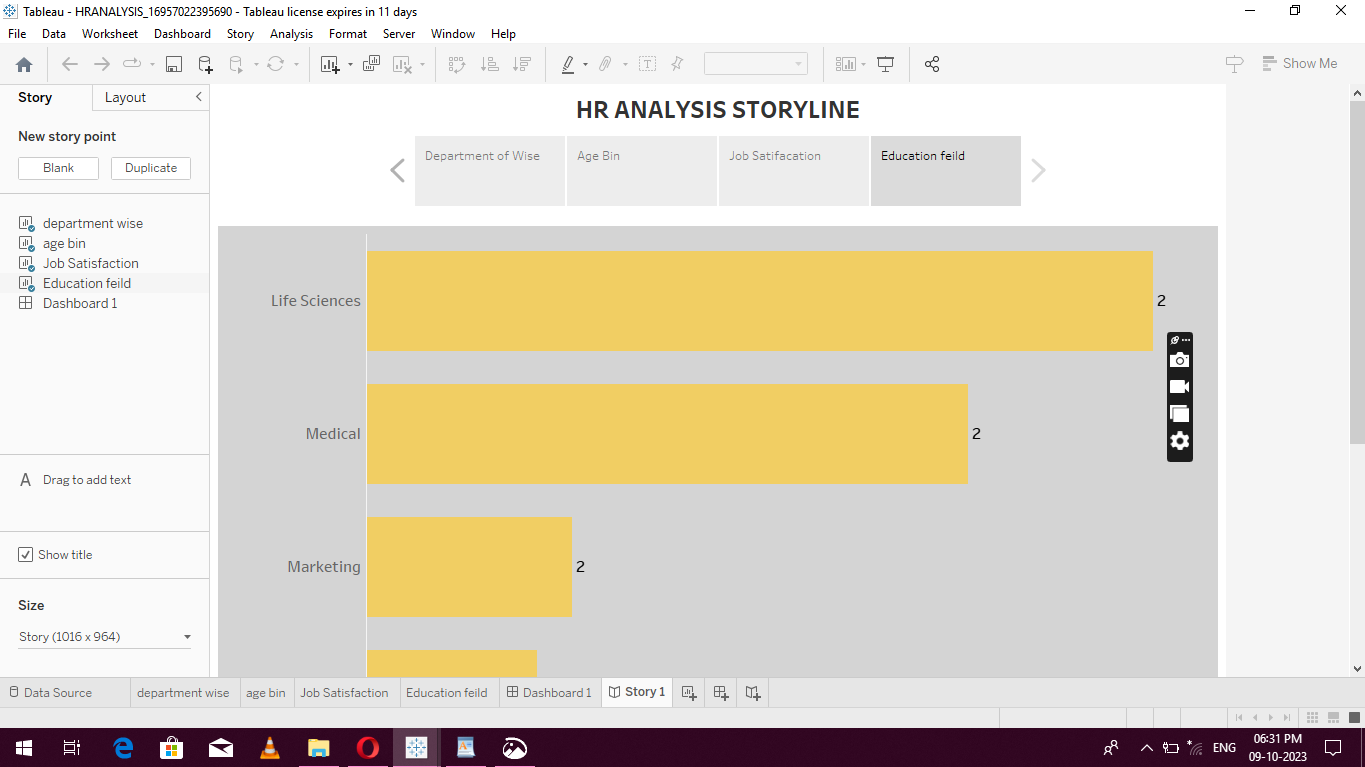 Tableau - HRANALYSIS_16957022395690 - Tableau license expires in 11 days
File Data Worksheet Dashboard Story Analysis Format Server Window Help
Show Me
Story Layout
New story point
Blank Duplicate
department wise
age bin
Job Satisfaction
Education feild
Dashboard 1
A Drag to add text
Show title
Size
Story (1016 x 964)
HR ANALYSIS STORYLINE
Department of Wise Age Bin Job Satifacation Education feild
Life Sciences 2
Medical 2
Marketing 2
Data Source department wise age bin Job Satisfaction Education feild Dashboard 1 Story 1
ENG 06:31 PM
09-10-2023